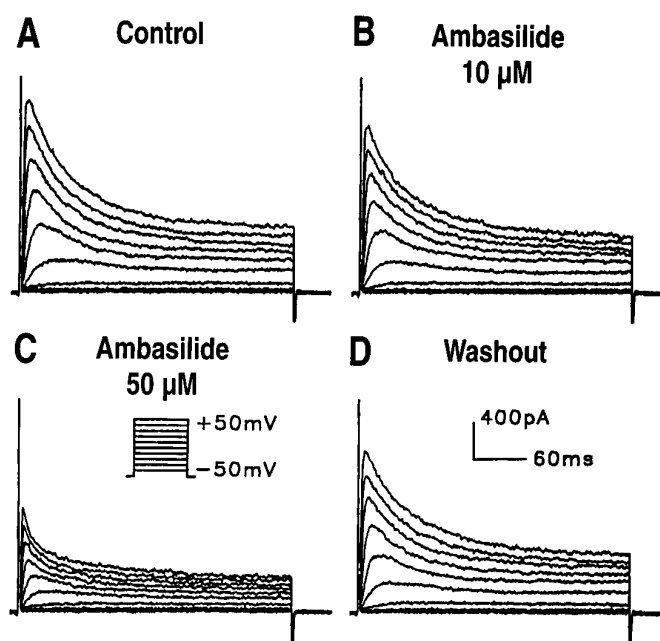 A
Control
B
Ambasilide
10 µM
C
Ambasilide
50 µM
+50mV
−50mV
D
Washout
400pA
60ms